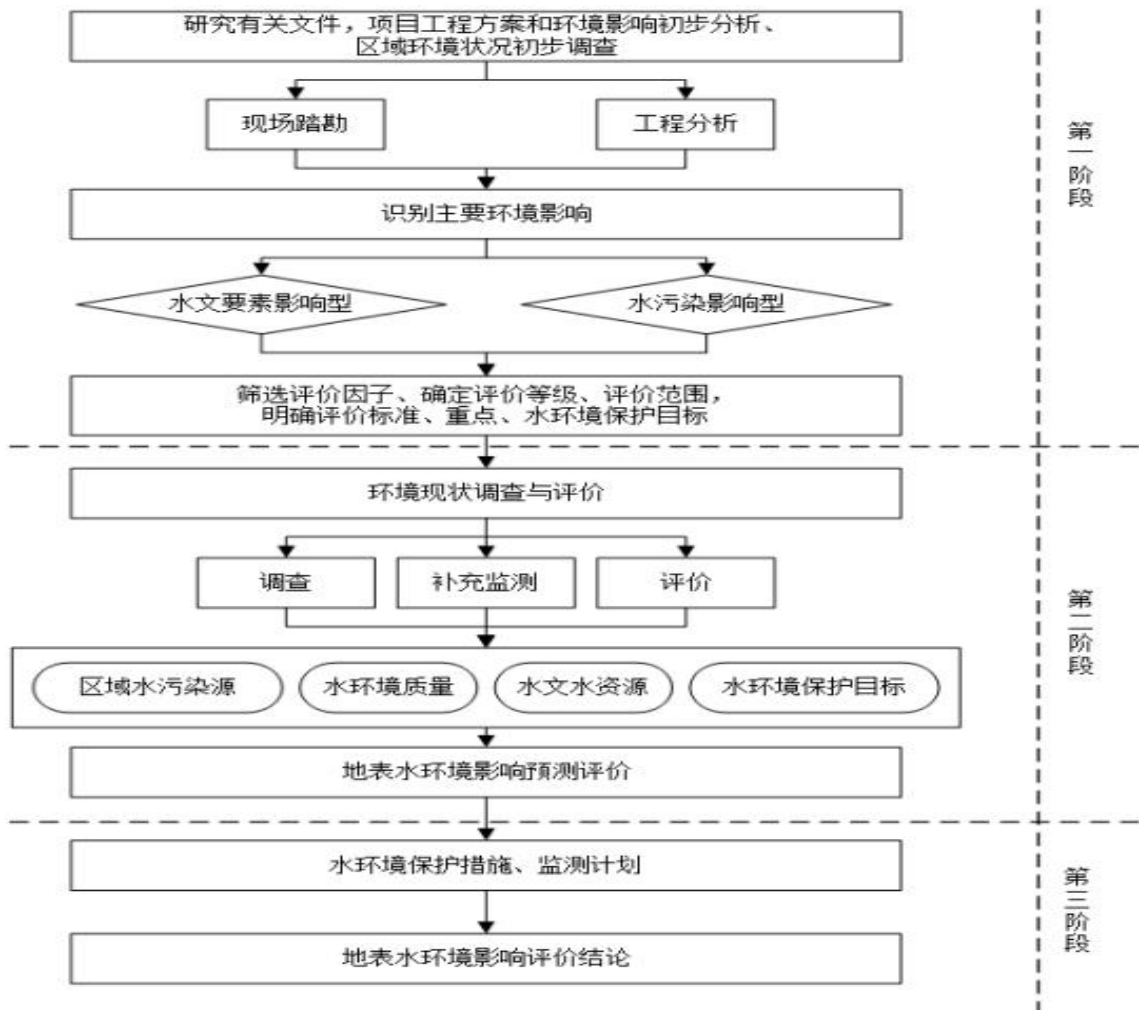 研究有关文件，项目工程方案和环境影响初步分析、
区域环境状况初步调查
现场踏勘
工程分析
识别主要环境影响
水文要素影响型
水污染影响型
筛选评价因子、确定评价等级、评价范围，
明确评价标准、重点、水环境保护目标
第一阶段
环境现状调查与评价
调查
补充监测
评价
区域水污染源
水环境质量
水文水资源
水环境保护目标
地表水环境影响预测评价
第二阶段
水环境保护措施、监测计划
地表水环境影响评价结论
第三阶段